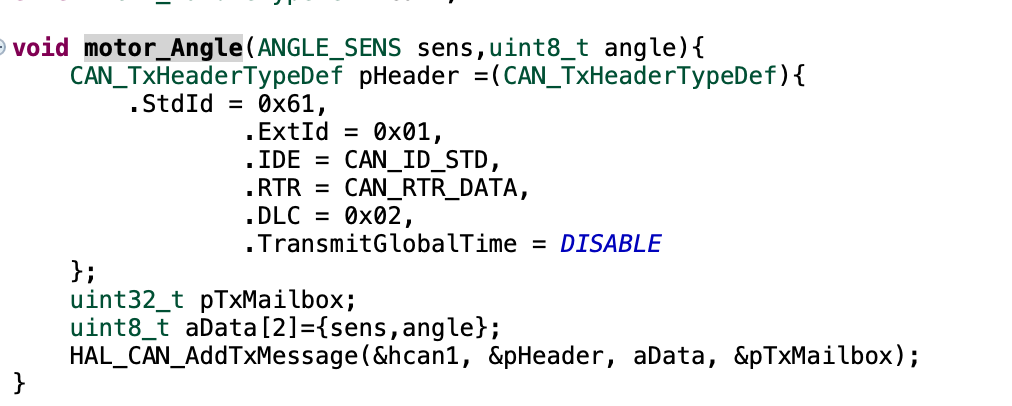 void motor_Angle(ANGLE_SENS sens,uint8_t angle){
CAN_TxHeaderTypeDef pHeader =(CAN_TxHeaderTypeDef){
.StdId = 0x61,
.ExtId = 0x01,
.IDE = CAN_ID_STD,
.RTR = CAN_RTR_DATA,
.DLC = 0x02,
.TransmitGlobalTime = DISABLE
};
uint32_t pTxMailbox;
uint8_t aData[2]={sens,angle};
HAL_CAN_AddTxMessage(&hcan1, &pHeader, aData, &pTxMailbox);
}